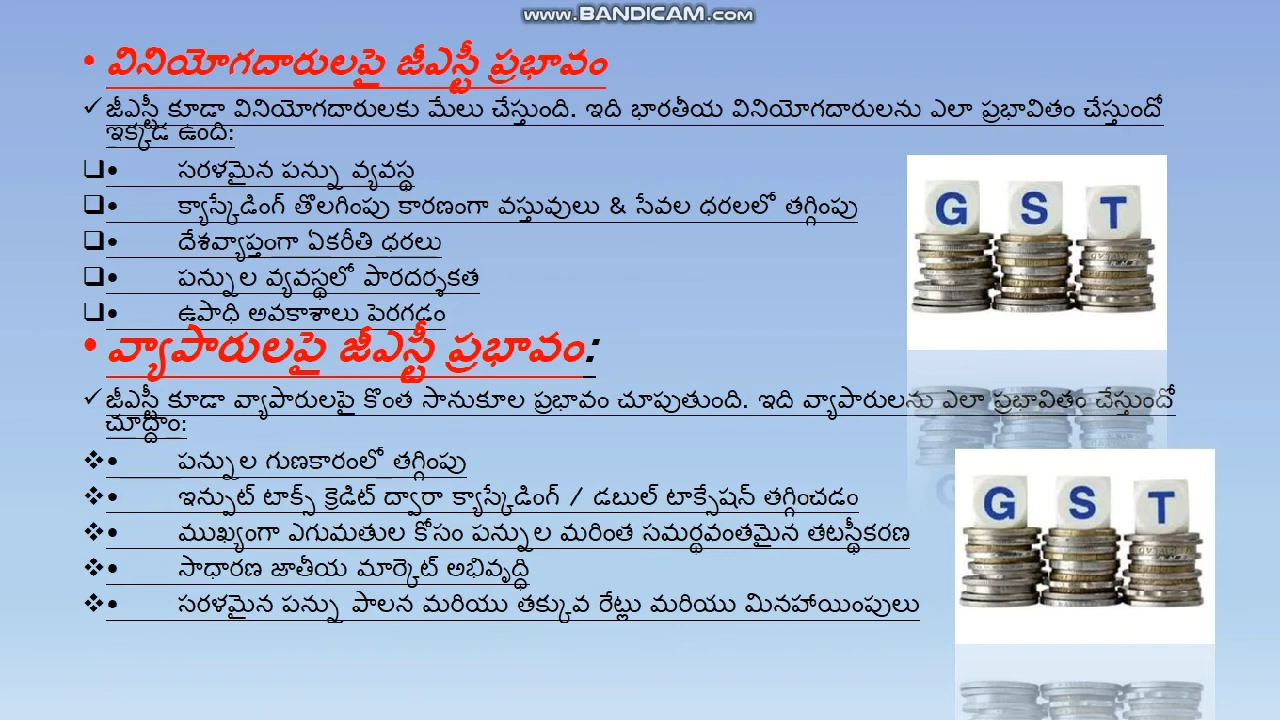 www.BANDICAM.com
• వినియోగదారులపై జీఎస్టీ ప్రభావం
✓ జీఎస్టీ కూడా వినియోగదారులకు మేలు చేస్తుంది. ఇది భారతీయ వినియోగదారులను ఎలా ప్రభావితం చేస్తుందో
ఇక్కడ ఉంది:
❑• సరళమైన పన్ను వ్యవస్థ
❑• క్యాస్కేడింగ్ తొలగింపు కారణంగా వస్తువులు & సేవల ధరలలో తగ్గింపు
❑• దేశవ్యాప్తంగా ఏకరీతి ధరలు
❑• పన్నుల వ్యవస్థలో పారదర్శకత
❑• ఉపాధి అవకాశాలు పెరగడం
• వ్యాపారులపై జీఎస్టీ ప్రభావం:
✓ జీఎస్టీ కూడా వ్యాపారులపై కొంత సానుకూల ప్రభావం చూపుతుంది. ఇది వ్యాపారులను ఎలా ప్రభావితం చేస్తుందో
చూద్దాం:
❖• పన్నుల గుణకారంలో తగ్గింపు
❖• ఇన్పుట్ టాక్స్ క్రెడిట్ ద్వారా క్యాస్కేడింగ్ / డబుల్ టాక్సేషన్ తగ్గించడం
❖• ముఖ్యంగా ఎగుమతుల కోసం పన్నుల మరింత సమర్థవంతమైన తటస్థీకరణ
❖• సాధారణ జాతీయ మార్కెట్ అభివృద్ధి
❖• సరళమైన పన్ను పాలన మరియు తక్కువ రేట్లు మరియు మినహాయింపులు
G S T
G S T